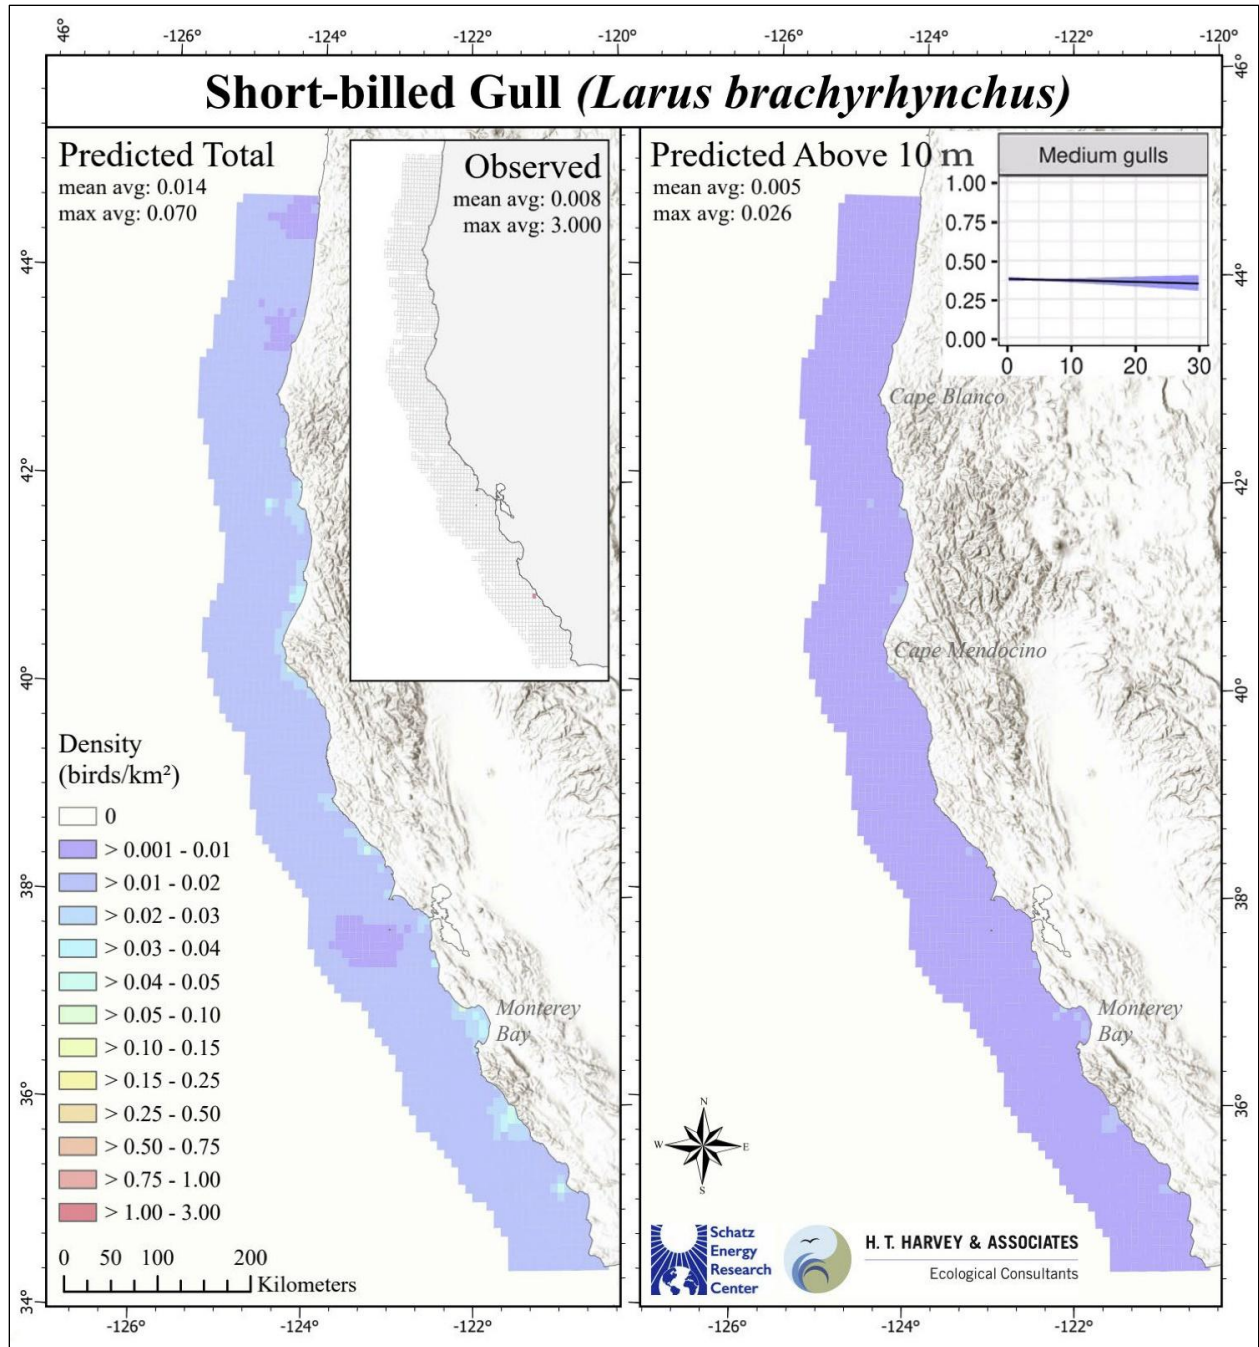 46° -126° -124° -122° -120° -126° -124° -122° -120°
46°
Short-billed Gull (Larus brachyrhynchus)
Predicted Total
mean avg: 0.014
max avg: 0.070
Observed
mean avg: 0.008
max avg: 3.000
Predicted Above 10 m
mean avg: 0.005
max avg: 0.026
Medium gulls
1.00
0.75
0.50
0.25
0.00
0 10 20 30
44°
42°
40°
38°
36°
34°
44°
42°
40°
38°
36°
Cape Blanco
Cape Mendocino
Monterey
Bay
Monterey
Bay
Density
(birds/km²)
0
> 0.001 - 0.01
> 0.01 - 0.02
> 0.02 - 0.03
> 0.03 - 0.04
> 0.04 - 0.05
> 0.05 - 0.10
> 0.10 - 0.15
> 0.15 - 0.25
> 0.25 - 0.50
> 0.50 - 0.75
> 0.75 - 1.00
> 1.00 - 3.00
0 50 100 200
Kilometers
N
W E
S
Schatz
Energy
Research
Center
H. T. HARVEY & ASSOCIATES
Ecological Consultants
-126° -124° -122° -126° -124° -122°